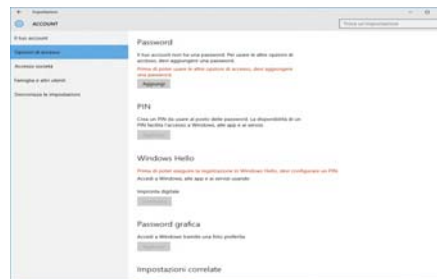 Impostazioni
ACCOUNT
Trova un'impostazione
Il tuo account
Opzioni di accesso
Accesso società
Famiglia e altri utenti
Sincronizza le impostazioni
Password
Il tuo account non ha una password. Per usare le altre opzioni di
accesso, devi aggiungere una password.
Prima di poter usare le altre opzioni di accesso, devi aggiungere
una password.
Aggiungi
PIN
Crea un PIN da usare al posto delle password. La disponibilità di un
PIN facilita l'accesso a Windows, alle app e ai servizi.
Aggiungi
Windows Hello
Prima di poter eseguire la registrazione in Windows Hello, devi configurare un PIN.
Accedi a Windows, alle app e ai servizi usando
Impronta digitale
Password grafica
Accedi a Windows tramite una foto preferita
Aggiungi
Impostazioni correlate